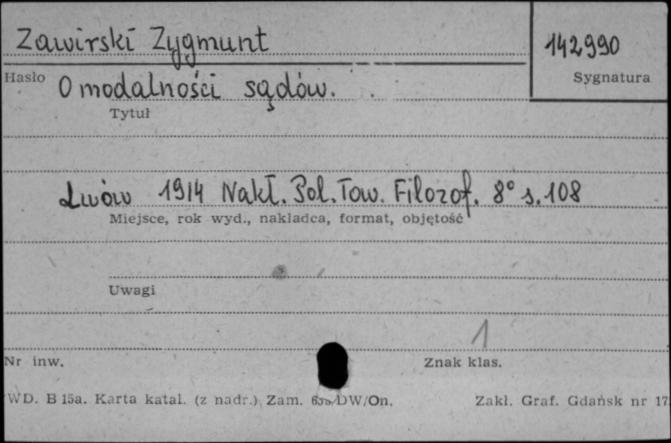 Zawirski Zygmunt
142990
Hasło
Sygnatura
O modalności sądów.
Tytuł
Lwów 1914 Nakł. Pol. Tow. Filozof. 8° s. 108
Miejsce, rok wyd., nakładca, format, objętość
Uwagi
1
Nr inw.
Znak klas.
WD. B 15a. Karta katal. (z nadr.) Zam. DW/On.
Zakł. Graf. Gdańsk nr 17